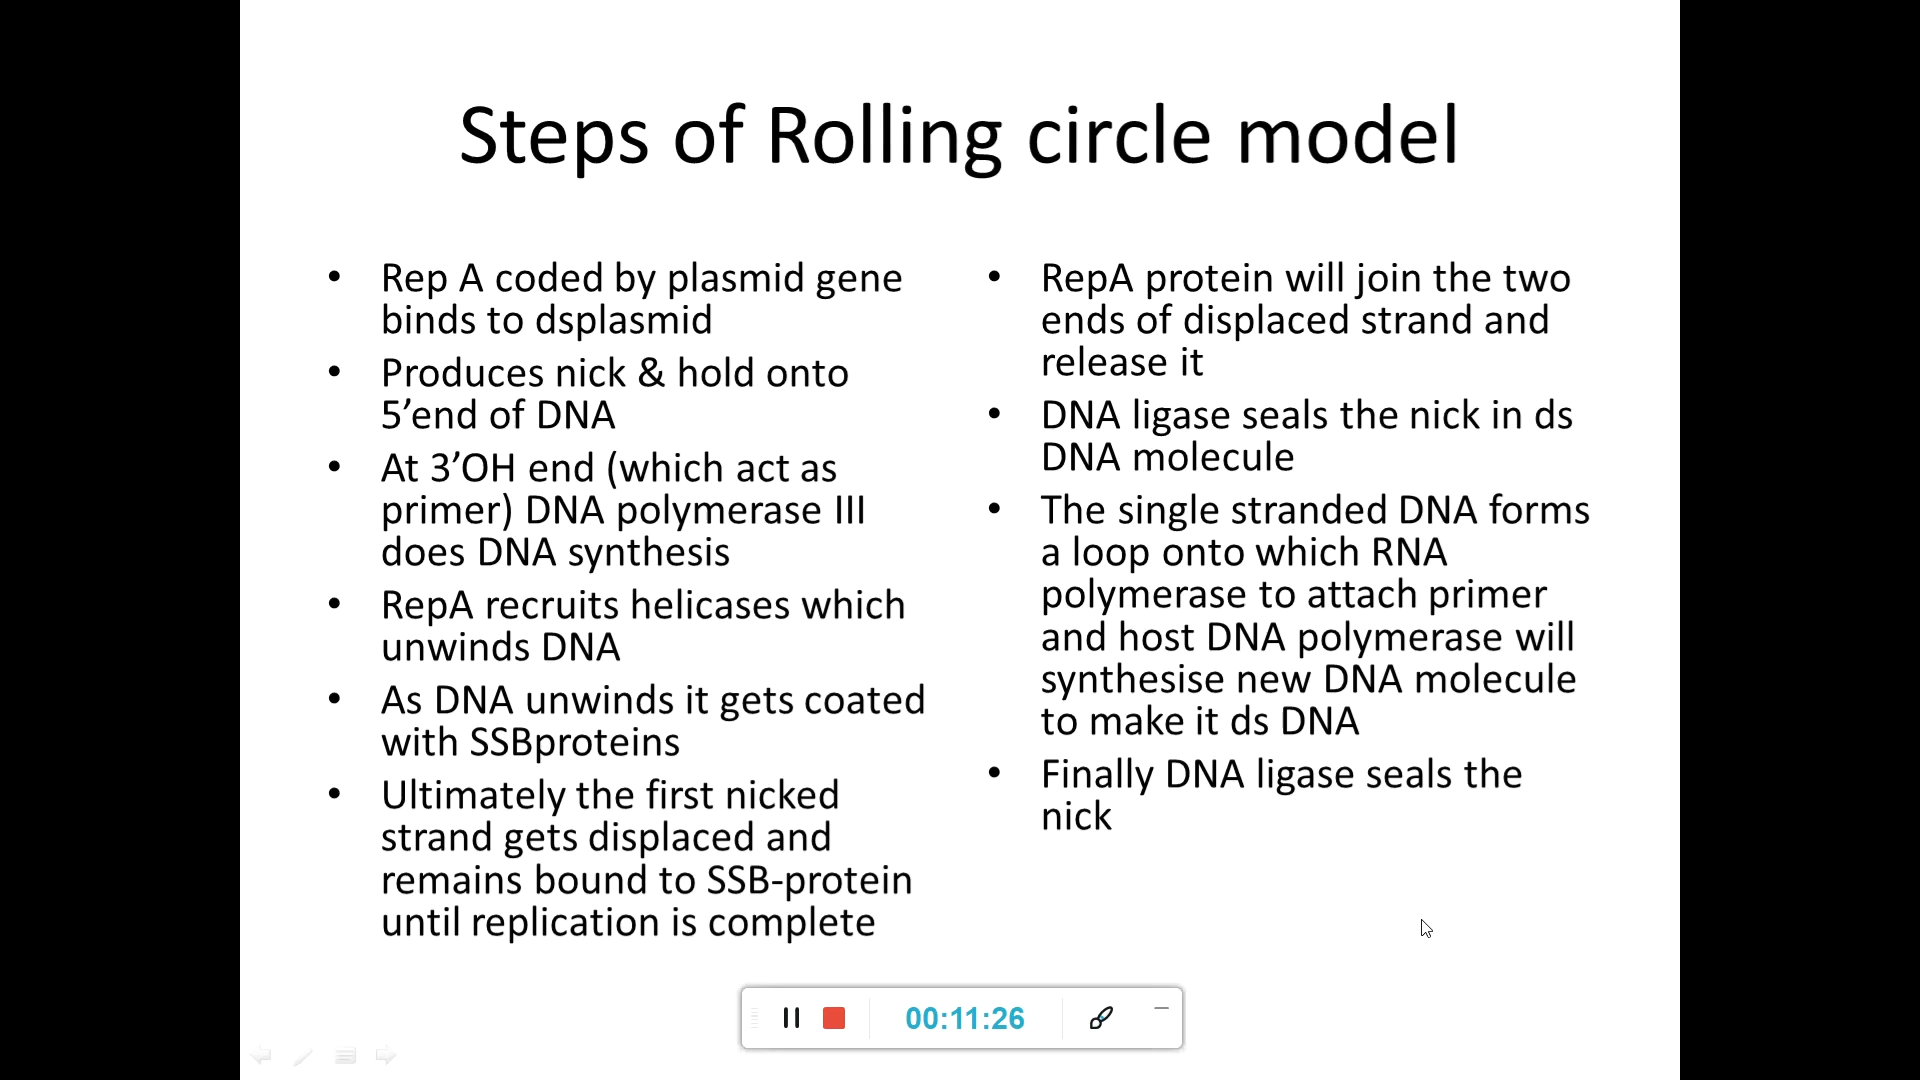 Steps of Rolling circle model
• Rep A coded by plasmid gene
binds to dsplasmid
• Produces nick & hold onto
5’end of DNA
• At 3’OH end (which act as
primer) DNA polymerase III
does DNA synthesis
• RepA recruits helicases which
unwinds DNA
• As DNA unwinds it gets coated
with SSBproteins
• Ultimately the first nicked
strand gets displaced and
remains bound to SSB-protein
until replication is complete
• RepA protein will join the two
ends of displaced strand and
release it
• DNA ligase seals the nick in ds
DNA molecule
• The single stranded DNA forms
a loop onto which RNA
polymerase to attach primer
and host DNA polymerase will
synthesise new DNA molecule
to make it ds DNA
• Finally DNA ligase seals the
nick
00:11:26